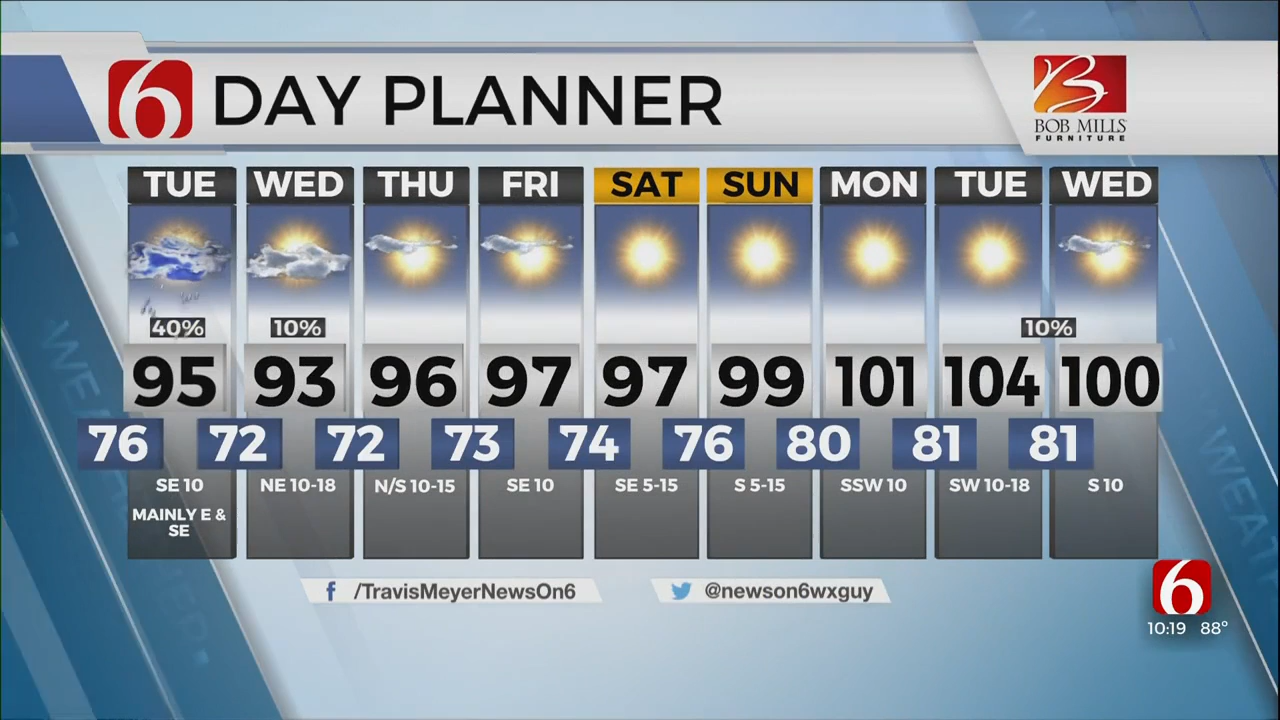 6 DAY PLANNER
BOB MILLS
FURNITURE
TUE WED THU FRI SAT SUN MON TUE WED
40% 10% 10%
95 93 96 97 97 99 101 104 100
76 72 72 73 74 76 80 81 81
SE 10 NE 10-18 N/S 10-15 SE 10 SE 5-15 S 5-15 SSW 10 SW 10-18 S 10
MAINLY E &
SE
f /TravisMeyerNewsOn6 @newson6wxguy
6
10:19 88°